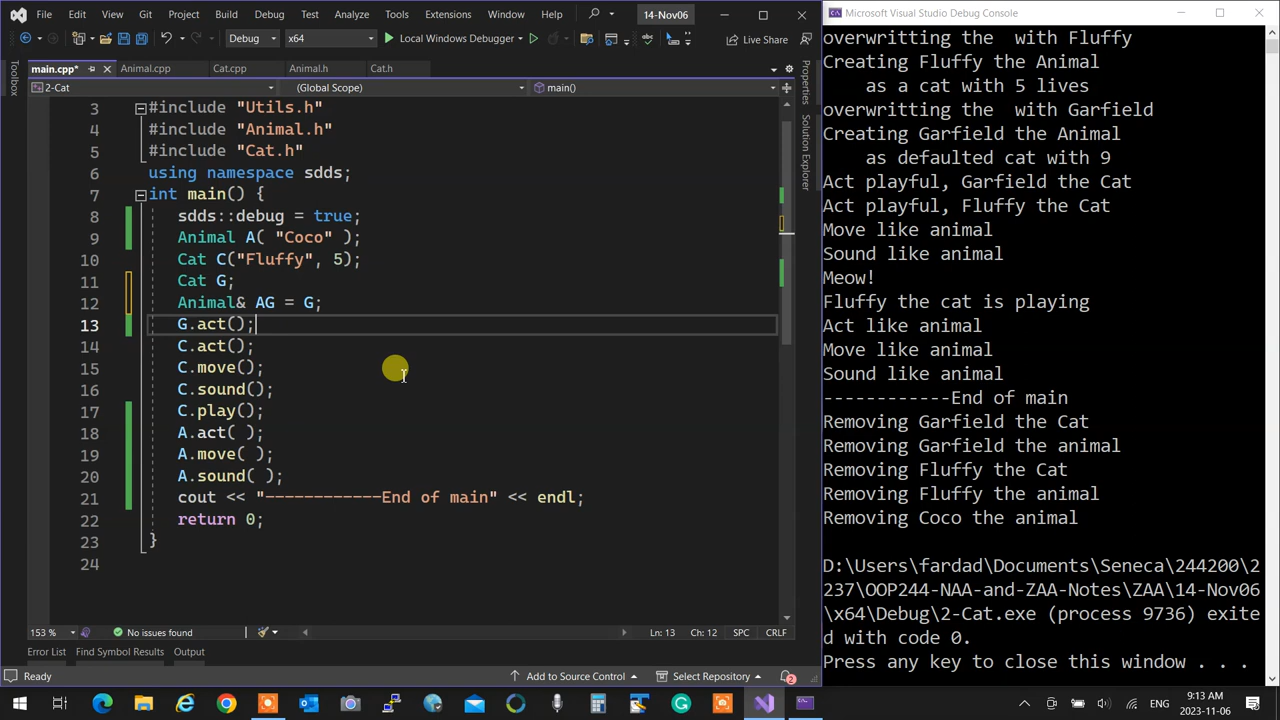 File Edit View Git Project Build Debug Test Analyze Tools Extensions Window Help 14-Nov06
Debug x64 Local Windows Debugger Live Share
main.cpp* Animal.cpp Cat.cpp Animal.h Cat.h
2-Cat (Global Scope) main()
Toolbox
Properties
Solution Explorer
3 #include "Utils.h"
4 #include "Animal.h"
5 #include "Cat.h"
6 using namespace sdds;
7 int main() {
8 sdds::debug = true;
9 Animal A( "Coco" );
10 Cat C("Fluffy", 5);
11 Cat G;
12 Animal& AG = G;
13 G.act();
14 C.act();
15 C.move();
16 C.sound();
17 C.play();
18 A.act( );
19 A.move( );
20 A.sound( );
21 cout << "------------End of main" << endl;
22 return 0;
23 }
24
153 % No issues found Ln: 13 Ch: 12 SPC CRLF
Error List Find Symbol Results Output
Ready Add to Source Control Select Repository 2
Microsoft Visual Studio Debug Console
overwritting the  with Fluffy
Creating Fluffy the Animal
as a cat with 5 lives
overwritting the  with Garfield
Creating Garfield the Animal
as defaulted cat with 9
Act playful, Garfield the Cat
Act playful, Fluffy the Cat
Move like animal
Sound like animal
Meow!
Fluffy the cat is playing
Act like animal
Move like animal
Sound like animal
------------End of main
Removing Garfield the Cat
Removing Garfield the animal
Removing Fluffy the Cat
Removing Fluffy the animal
Removing Coco the animal
D:\Users\fardad\Documents\Seneca\244200\2
237\OOP244-NAA-and-ZAA-Notes\ZAA\14-Nov06
\x64\Debug\2-Cat.exe (process 9736) exite
d with code 0.
Press any key to close this window . . .
ENG 9:13 AM
2023-11-06